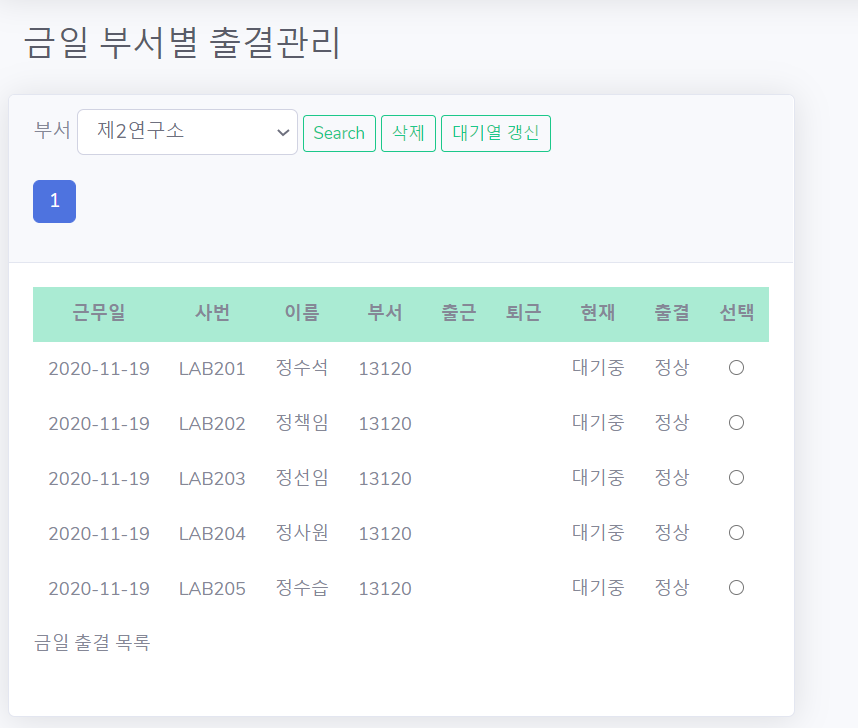 금일 부서별 출결관리
부서 제2연구소 Search 삭제 대기열 갱신
1
근무일 사번 이름 부서 출근 퇴근 현재 출결 선택
2020-11-19 LAB201 정수석 13120 대기중 정상
2020-11-19 LAB202 정책임 13120 대기중 정상
2020-11-19 LAB203 정선임 13120 대기중 정상
2020-11-19 LAB204 정사원 13120 대기중 정상
2020-11-19 LAB205 정수습 13120 대기중 정상
금일 출결 목록